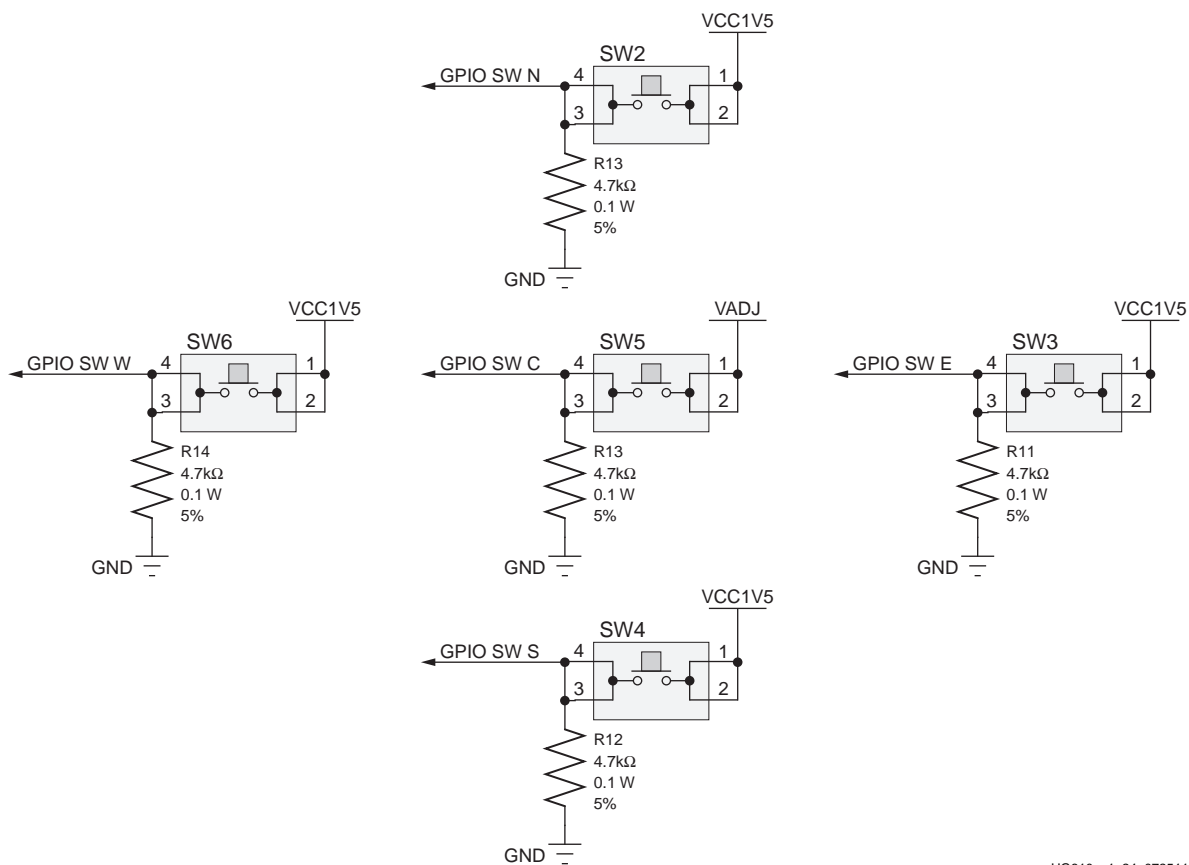 VCC1V5
SW2
GPIO SW N
4
1
3
2
R13
4.7kΩ
0.1 W
5%
GND
VCC1V5
SW6
GPIO SW W
4
1
3
2
R14
4.7kΩ
0.1 W
5%
GND
VADJ
SW5
GPIO SW C
4
1
3
2
R13
4.7kΩ
0.1 W
5%
GND
VCC1V5
SW3
GPIO SW E
4
1
3
2
R11
4.7kΩ
0.1 W
5%
GND
VCC1V5
SW4
GPIO SW S
4
1
3
2
R12
4.7kΩ
0.1 W
5%
GND